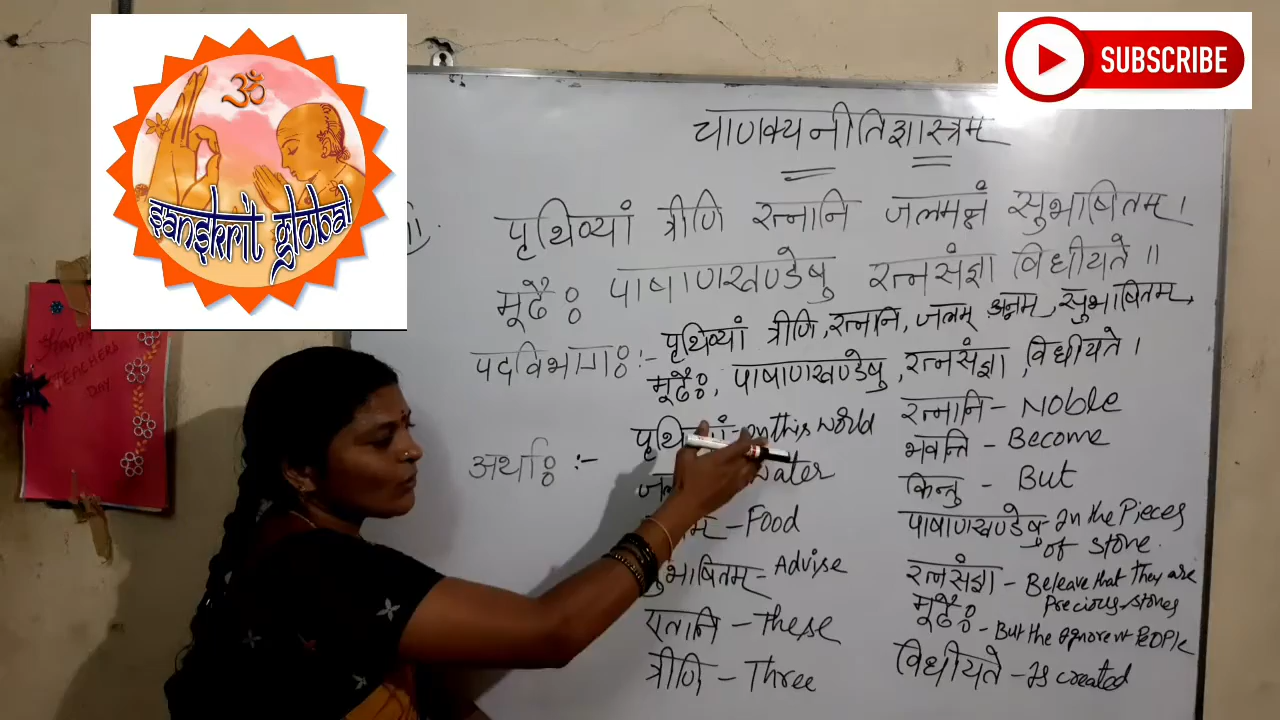 ॐ
sanskrit global
SUBSCRIBE
HAPPY
TEACHERS
DAY
चाणक्यनीतिशास्त्रम्
पृथिव्यां त्रीणि रत्नानि जलमन्नं सुभाषितम् ।
मूढैः पाषाणखण्डेषु रत्नसंज्ञा विधीयते ॥
पदविभागः :- पृथिव्यां त्रीणि, रत्नानि, जलम् अन्नम्, सुभाषितम्,
मूढैः, पाषाणखण्डेषु, रत्नसंज्ञा, विधीयते ।
अर्थाः :-
this world
water
- Food
सुभाषितम् - Advise
एतानि - These
त्रीणि - Three
रत्नानि - Noble
भवन्ति - Become
किन्तु - But
पाषाणखण्डेषु - In the Pieces
of stone.
रत्नसंज्ञा - Beleave that They are
Precious stones
मूढैः - But the ignorent PeOPle
विधीयते - Is created